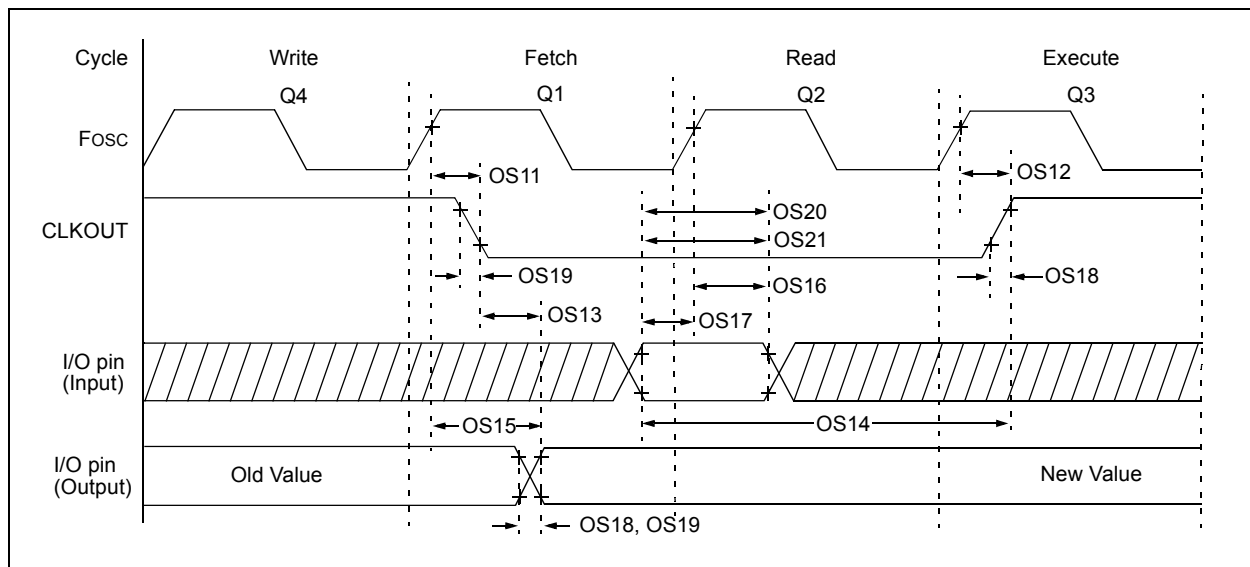 Cycle Write Fetch Read Execute
Q4 Q1 Q2 Q3
FOSC
OS11 OS12
CLKOUT
OS20
OS21
OS19 OS16 OS18
OS13 OS17
I/O pin
(Input)
OS15 OS14
I/O pin
(Output)
Old Value New Value
OS18, OS19